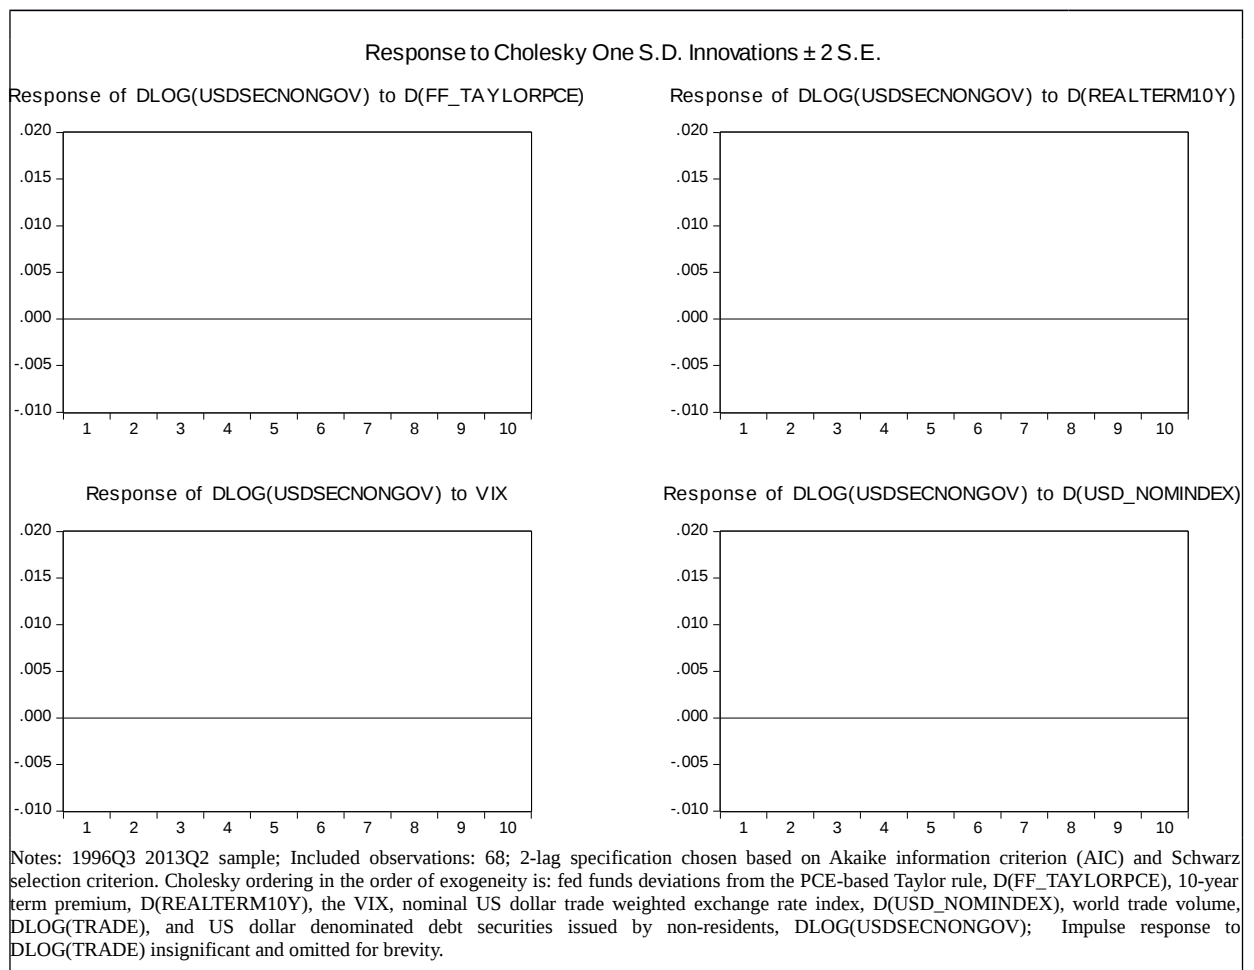 Response to Cholesky One S.D. Innovations ± 2 S.E.
Response of DLOG(USDSECNONGOV) to D(FF_TAYLORPCE)
.020
.015
.010
.005
.000
-.005
-.010
1 2 3 4 5 6 7 8 9 10
Response of DLOG(USDSECNONGOV) to D(REALTERM10Y)
.020
.015
.010
.005
.000
-.005
-.010
1 2 3 4 5 6 7 8 9 10
Response of DLOG(USDSECNONGOV) to VIX
.020
.015
.010
.005
.000
-.005
-.010
1 2 3 4 5 6 7 8 9 10
Response of DLOG(USDSECNONGOV) to D(USD_NOMINDEX)
.020
.015
.010
.005
.000
-.005
-.010
1 2 3 4 5 6 7 8 9 10
Notes: 1996Q3 2013Q2 sample; Included observations: 68; 2-lag specification chosen based on Akaike information criterion (AIC) and Schwarz
selection criterion. Cholesky ordering in the order of exogeneity is: fed funds deviations from the PCE-based Taylor rule, D(FF_TAYLORPCE), 10-year
term premium, D(REALTERM10Y), the VIX, nominal US dollar trade weighted exchange rate index, D(USD_NOMINDEX), world trade volume,
DLOG(TRADE), and US dollar denominated debt securities issued by non-residents, DLOG(USDSECNONGOV); Impulse response to
DLOG(TRADE) insignificant and omitted for brevity.